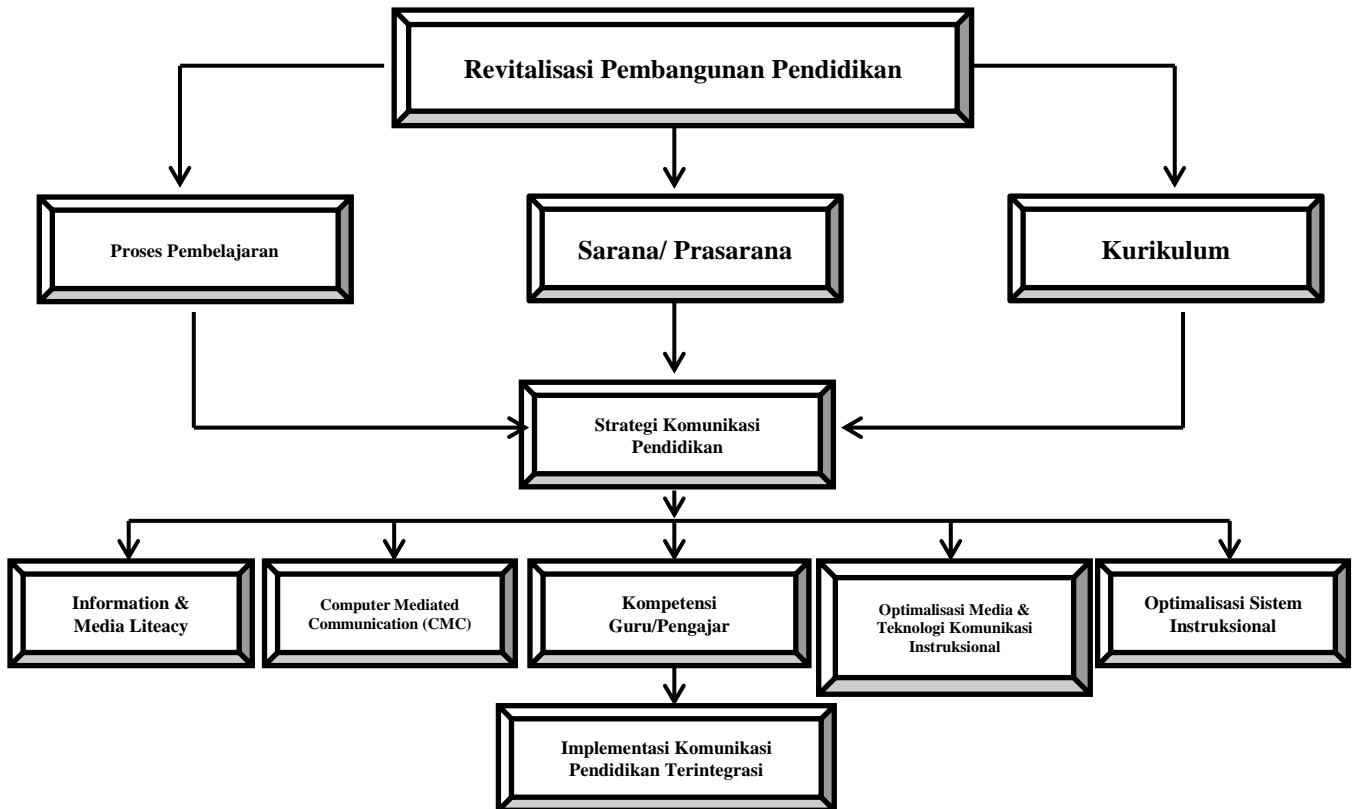 Revitalisasi Pembangunan Pendidikan
Proses Pembelajaran
Sarana/ Prasarana
Kurikulum
Strategi Komunikasi
Pendidikan
Information &
Media Liteacy
Computer Mediated
Communication (CMC)
Kompetensi
Guru/Pengajar
Optimalisasi Media &
Teknologi Komunikasi
Instruksional
Optimalisasi Sistem
Instruksional
Implementasi Komunikasi
Pendidikan Terintegrasi